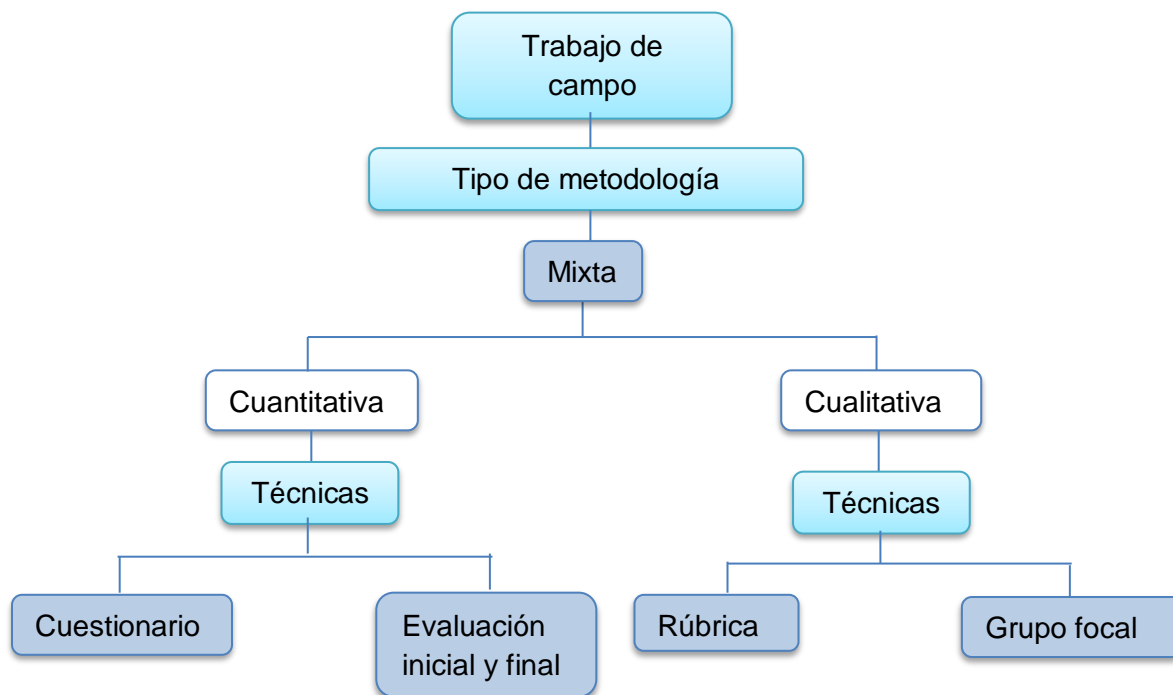 Trabajo de
campo
Tipo de metodología
Mixta
Cuantitativa
Cualitativa
Técnicas
Técnicas
Cuestionario
Evaluación
inicial y final
Rúbrica
Grupo focal